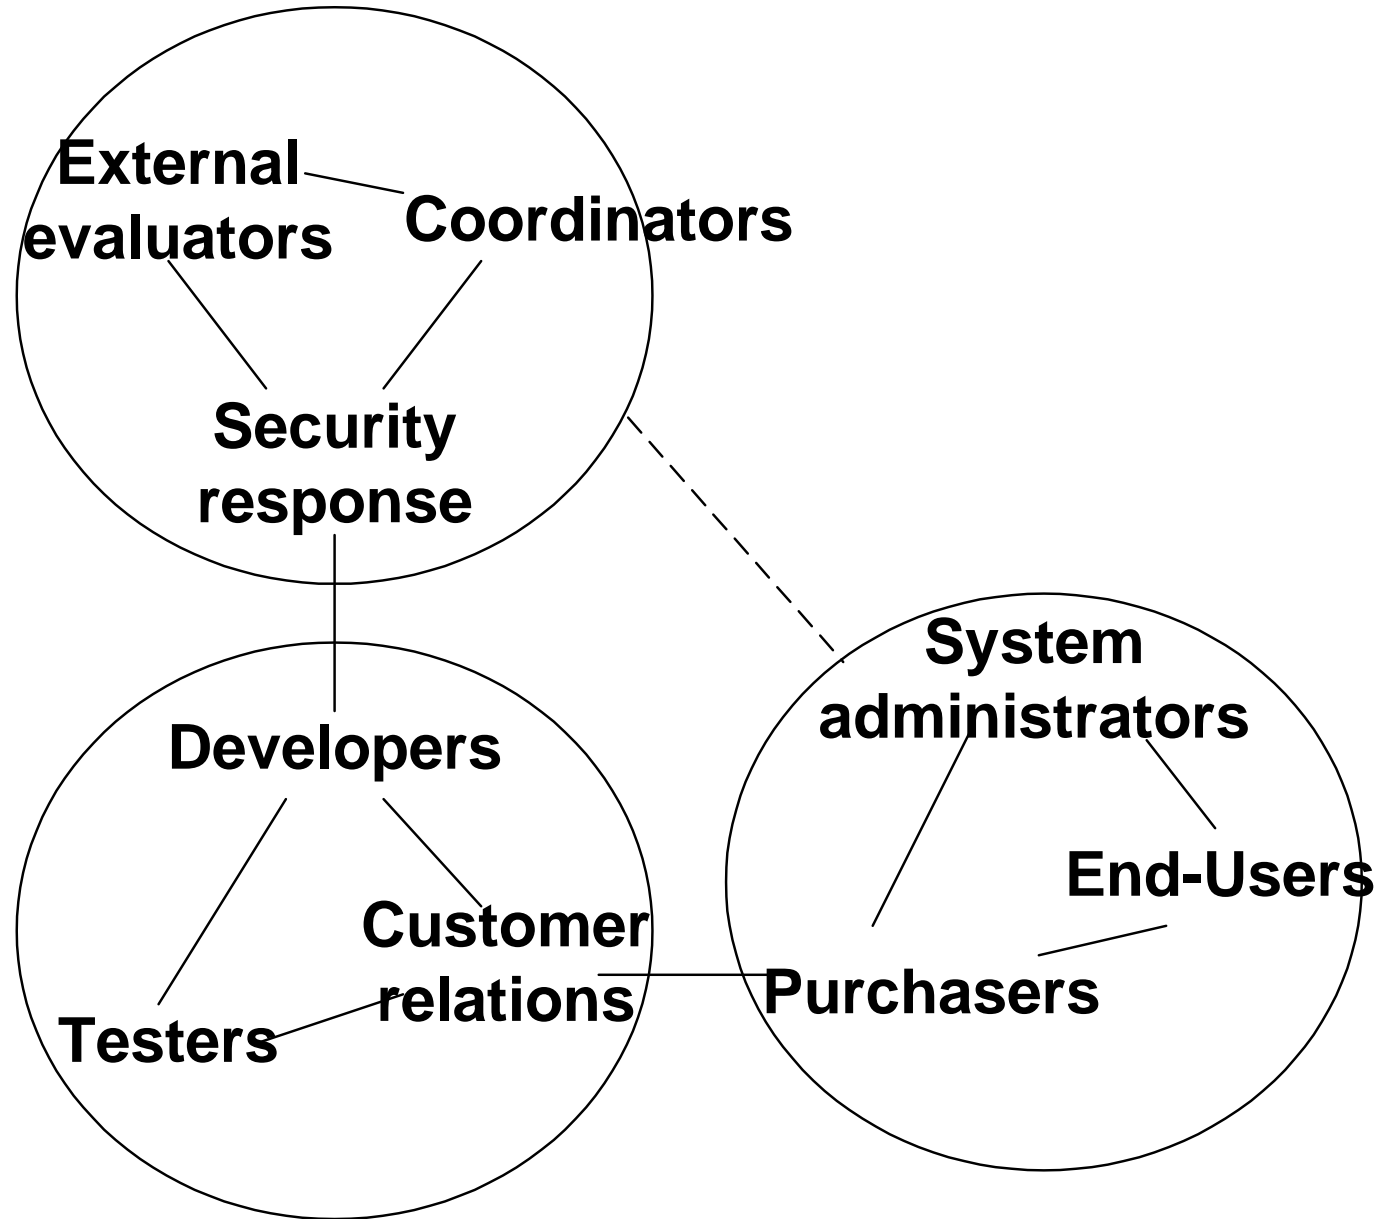 External
evaluators
Coordinators
Security
response
Developers
Customer
relations
Testers
System
administrators
End-Users
Purchasers